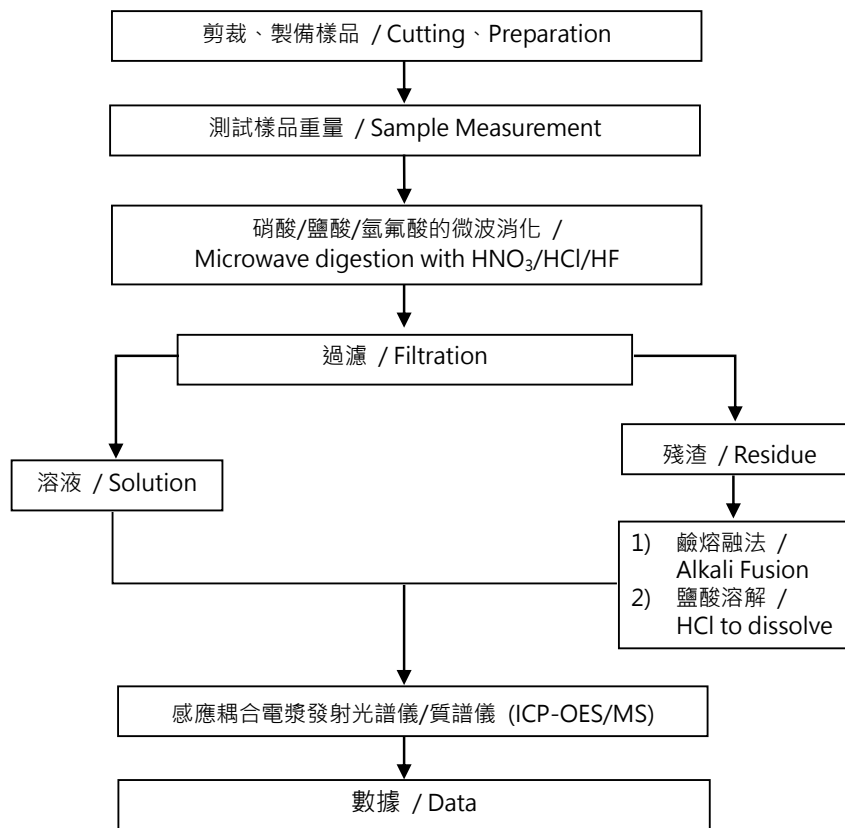 剪裁、製備樣品 / Cutting、Preparation
測試樣品重量 / Sample Measurement
硝酸/鹽酸/氫氟酸的微波消化 /
Microwave digestion with HNO₃/HCl/HF
過濾 / Filtration
溶液 / Solution
殘渣 / Residue
1) 鹼熔融法 /
Alkali Fusion
2) 鹽酸溶解 /
HCl to dissolve
感應耦合電漿發射光譜儀/質譜儀 (ICP-OES/MS)
數據 / Data